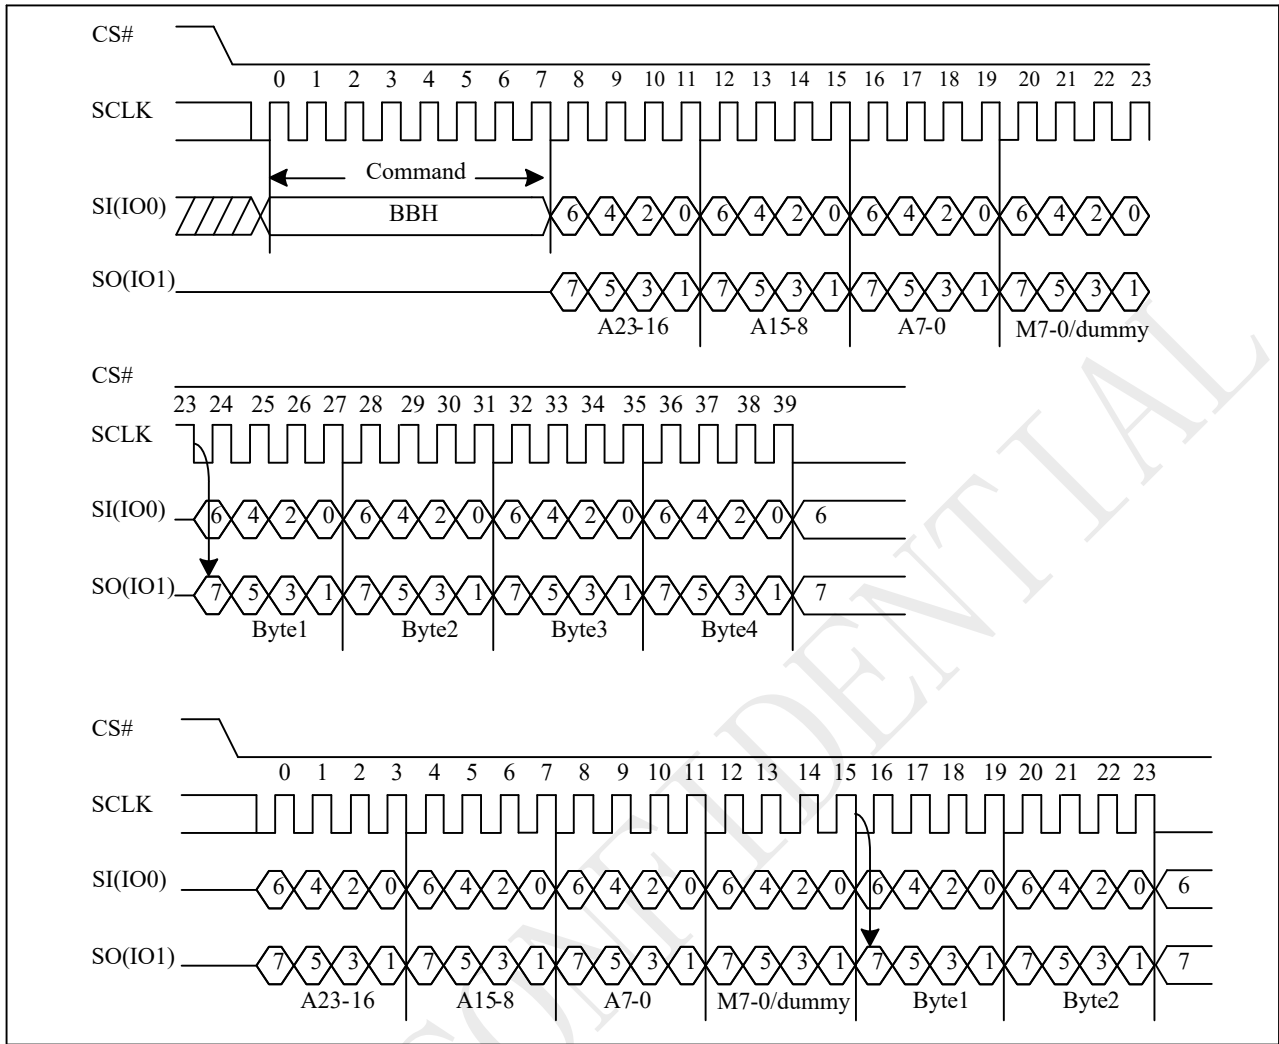 CS#
0 1 2 3 4 5 6 7 8 9 10 11 12 13 14 15 16 17 18 19 20 21 22 23
SCLK
Command
SI(IO0) BBH 6 4 2 0 6 4 2 0 6 4 2 0 6 4 2 0
SO(IO1) 7 5 3 1 7 5 3 1 7 5 3 1 7 5 3 1
A23-16 A15-8 A7-0 M7-0/dummy
CS#
23 24 25 26 27 28 29 30 31 32 33 34 35 36 37 38 39
SCLK
SI(IO0) 6 4 2 0 6 4 2 0 6 4 2 0 6 4 2 0 6
SO(IO1) 7 5 3 1 7 5 3 1 7 5 3 1 7 5 3 1 7
Byte1 Byte2 Byte3 Byte4
CS#
0 1 2 3 4 5 6 7 8 9 10 11 12 13 14 15 16 17 18 19 20 21 22 23
SCLK
SI(IO0) 6 4 2 0 6 4 2 0 6 4 2 0 6 4 2 0 6 4 2 0 6 4 2 0 6
SO(IO1) 7 5 3 1 7 5 3 1 7 5 3 1 7 5 3 1 7 5 3 1 7 5 3 1 7
A23-16 A15-8 A7-0 M7-0/dummy Byte1 Byte2
CONFIDENTIAL